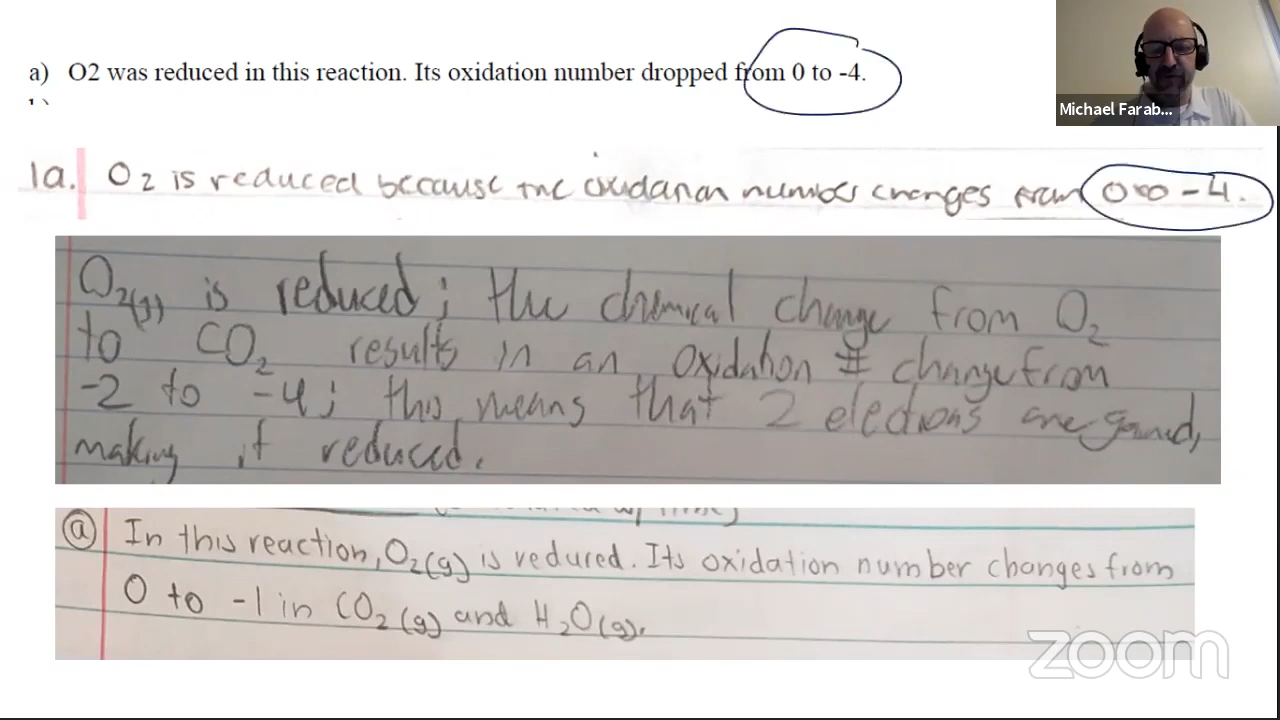 a) O2 was reduced in this reaction. Its oxidation number dropped from 0 to -4.
Michael Farab...
1a. O2 is reduced because the oxidation number changes from 0 to -4.
O2(g) is reduced; the chemical change from O2
to CO2 results in an oxidation # change from
-2 to -4; this means that 2 elections are gained,
making it reduced.
(a) In this reaction, O2(g) is reduced. Its oxidation number changes from
0 to -1 in CO2 (g) and H2O(g).
zoom